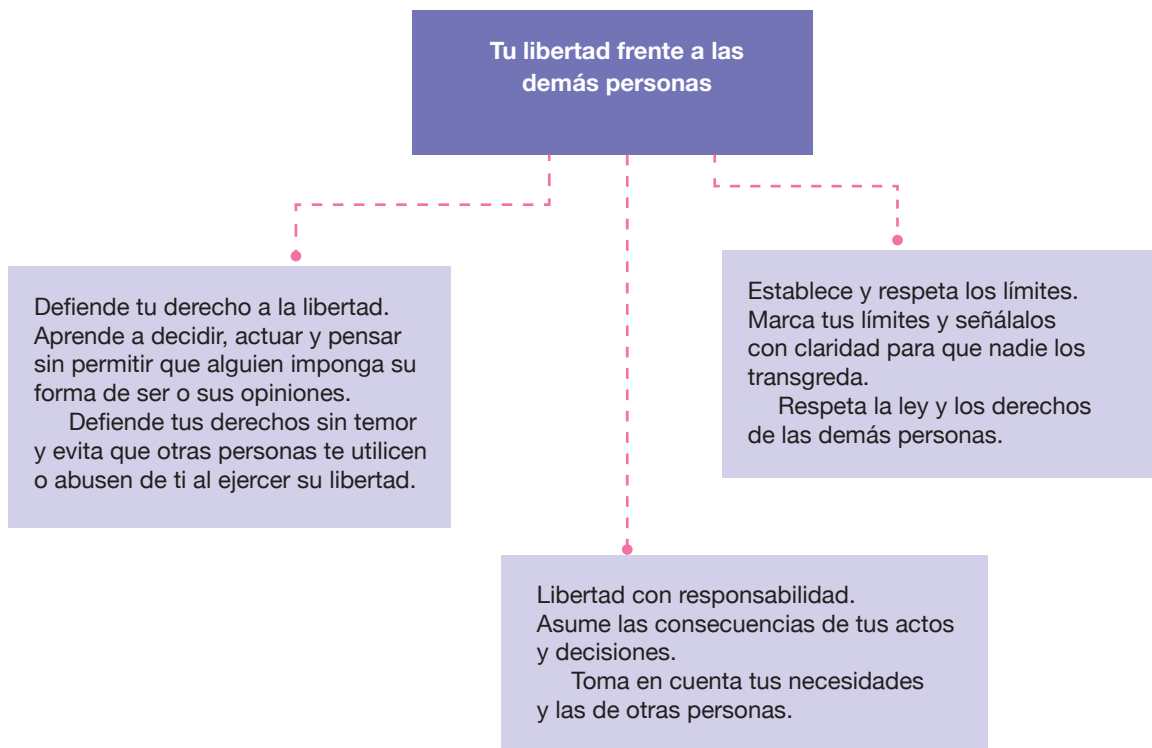 Tu libertad frente a las
demás personas
Defiende tu derecho a la libertad.
Aprende a decidir, actuar y pensar
sin permitir que alguien imponga su
forma de ser o sus opiniones.
Defiende tus derechos sin temor
y evita que otras personas te utilicen
o abusen de ti al ejercer su libertad.
Establece y respeta los límites.
Marca tus límites y señálalos
con claridad para que nadie los
transgreda.
Respeta la ley y los derechos
de las demás personas.
Libertad con responsabilidad.
Asume las consecuencias de tus actos
y decisiones.
Toma en cuenta tus necesidades
y las de otras personas.